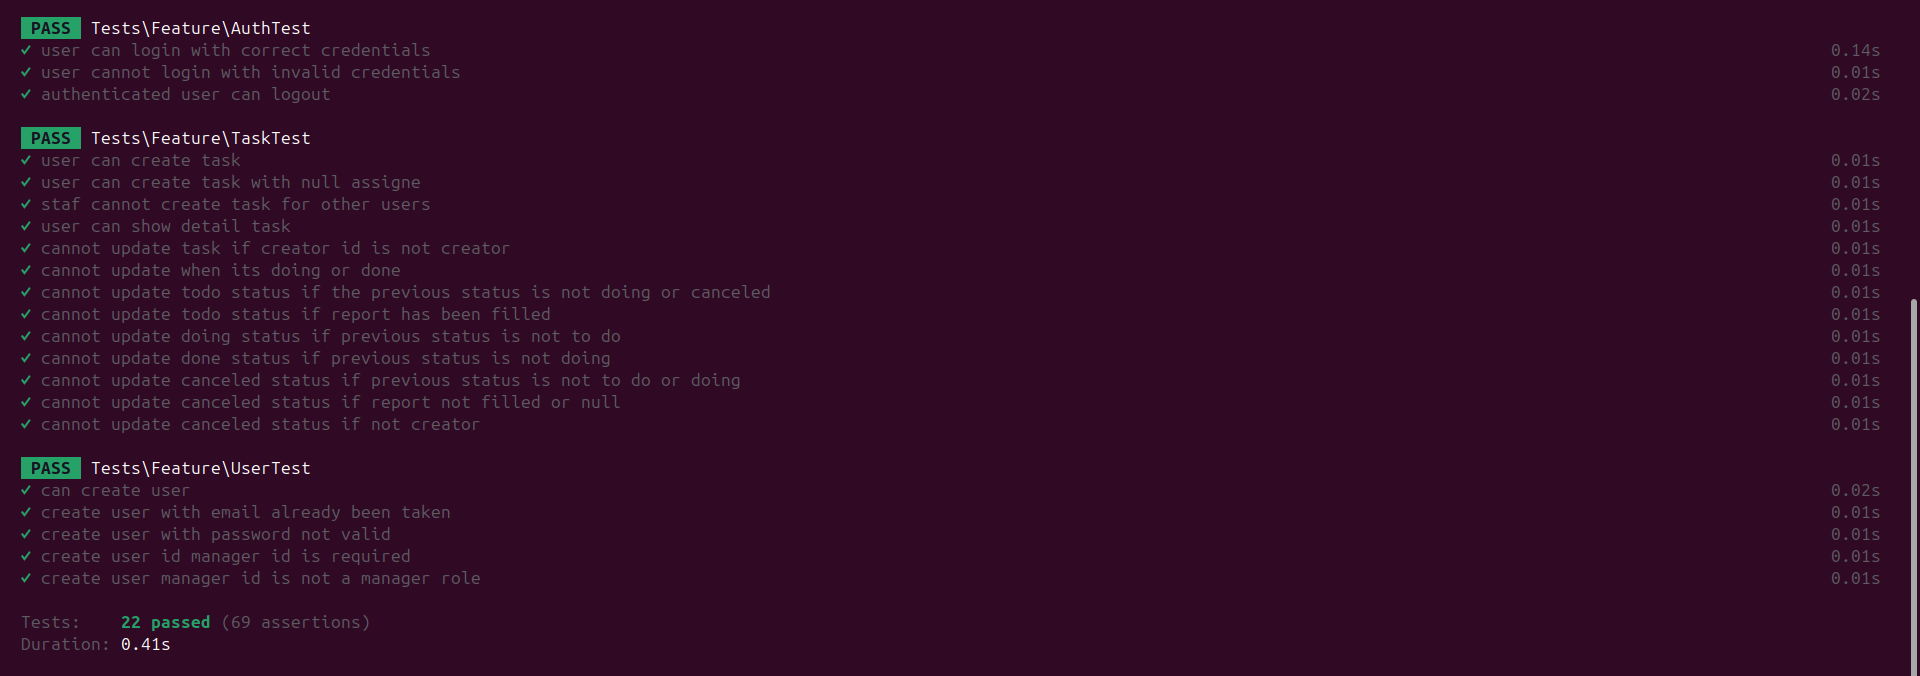 PASS Tests\Feature\AuthTest
✓ user can login with correct credentials 0.14s
✓ user cannot login with invalid credentials 0.01s
✓ authenticated user can logout 0.02s
PASS Tests\Feature\TaskTest
✓ user can create task 0.01s
✓ user can create task with null assigne 0.01s
✓ staf cannot create task for other users 0.01s
✓ user can show detail task 0.01s
✓ cannot update task if creator id is not creator 0.01s
✓ cannot update when its doing or done 0.01s
✓ cannot update todo status if the previous status is not doing or canceled 0.01s
✓ cannot update todo status if report has been filled 0.01s
✓ cannot update doing status if previous status is not to do 0.01s
✓ cannot update done status if previous status is not doing 0.01s
✓ cannot update canceled status if previous status is not to do or doing 0.01s
✓ cannot update canceled status if report not filled or null 0.01s
✓ cannot update canceled status if not creator 0.01s
PASS Tests\Feature\UserTest
✓ can create user 0.02s
✓ create user with email already been taken 0.01s
✓ create user with password not valid 0.01s
✓ create user id manager id is required 0.01s
✓ create user manager id is not a manager role 0.01s
Tests: 22 passed (69 assertions)
Duration: 0.41s